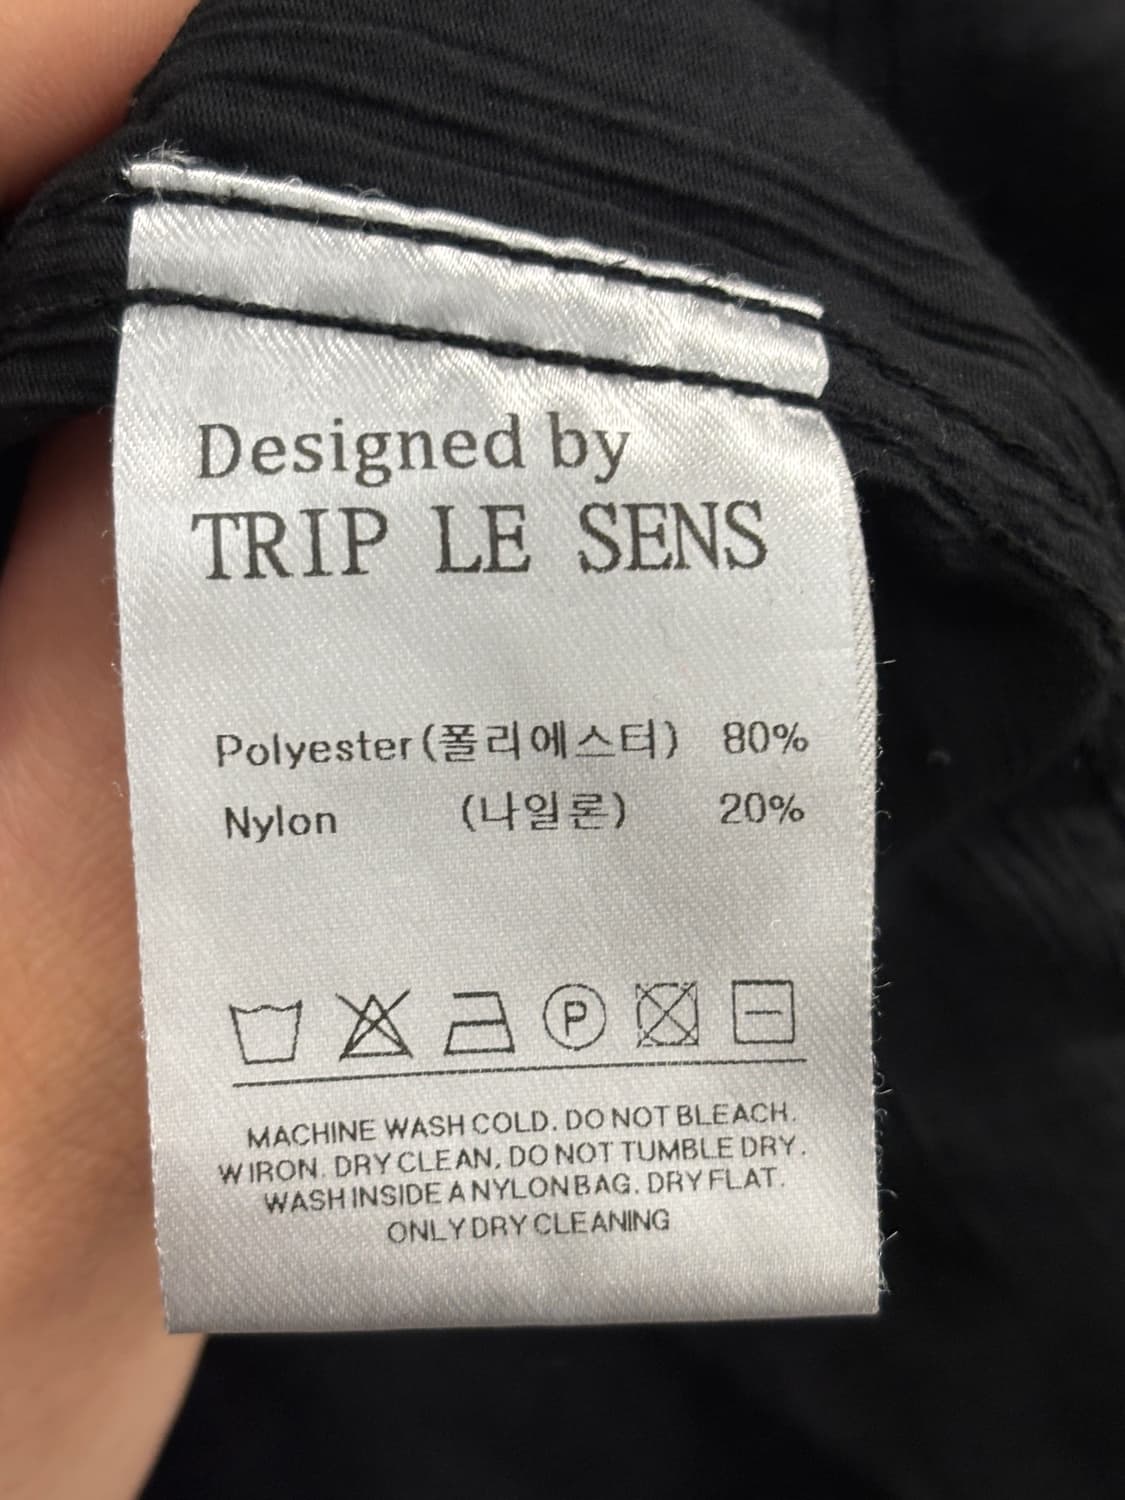 Designed by
TRIP LE SENS
Polyester(폴리에스터) 80%
Nylon (나일론) 20%
P
MACHINE WASH COLD. DO NOT BLEACH.
W IRON. DRY CLEAN. DO NOT TUMBLE DRY.
WASH INSIDE A NYLON BAG. DRY FLAT.
ONLY DRY CLEANING